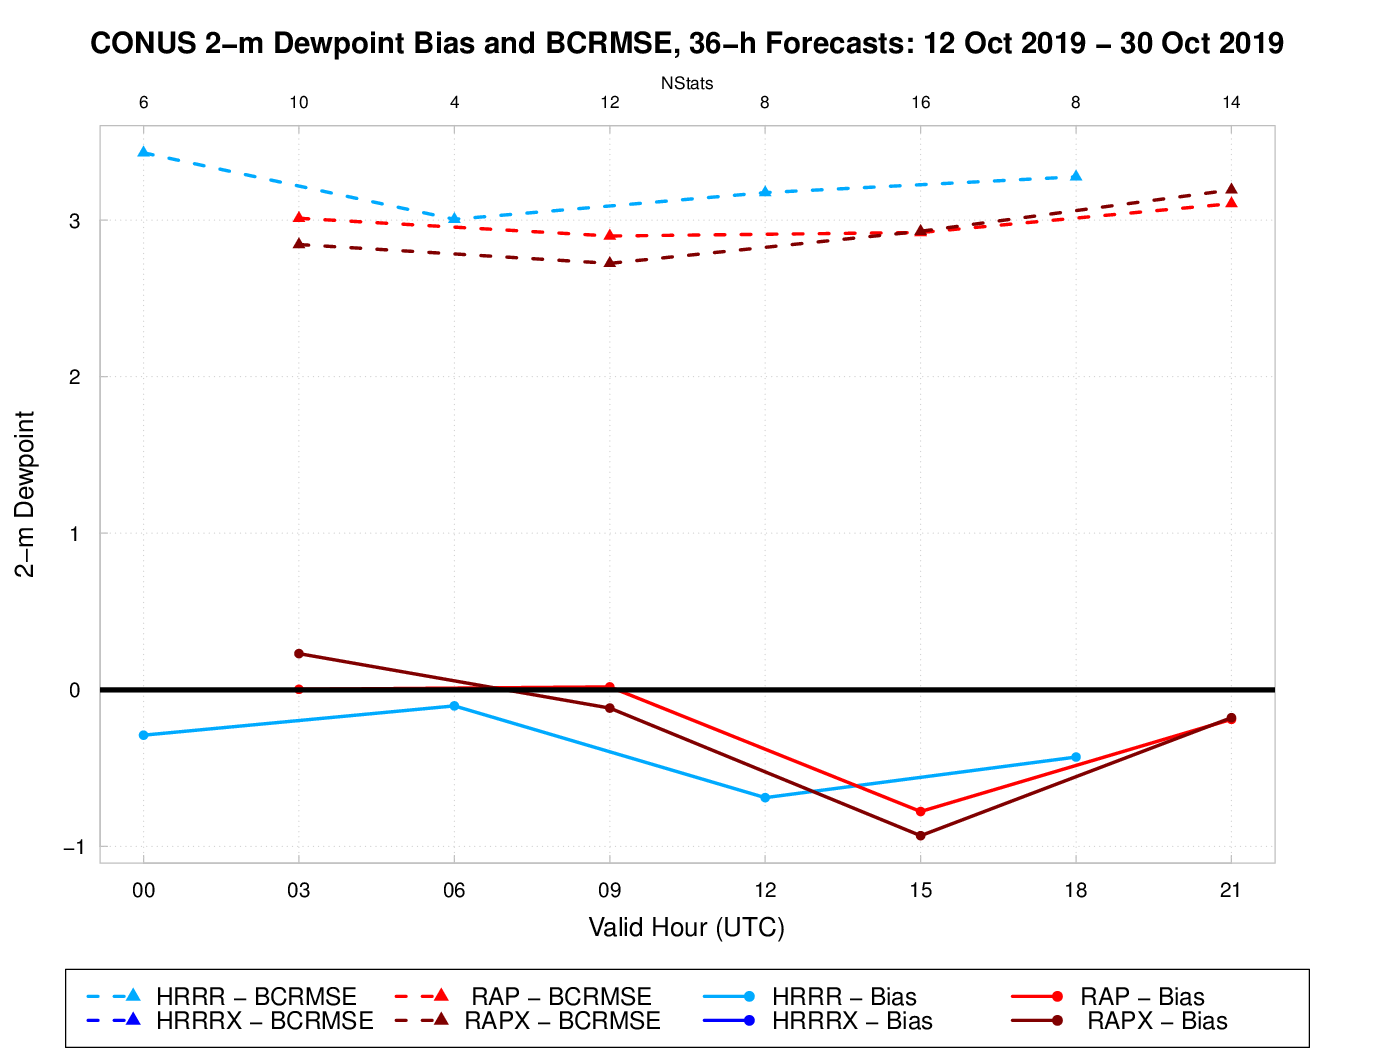 CONUS 2−m Dewpoint Bias and BCRMSE, 36−h Forecasts: 12 Oct 2019 − 30 Oct 2019
NStats
6 10 4 12 8 16 8 14
3
2
1
0
−1
2−m Dewpoint
00 03 06 09 12 15 18 21
Valid Hour (UTC)
HRRR − BCRMSE RAP − BCRMSE HRRR − Bias RAP − Bias
HRRRX − BCRMSE RAPX − BCRMSE HRRRX − Bias RAPX − Bias